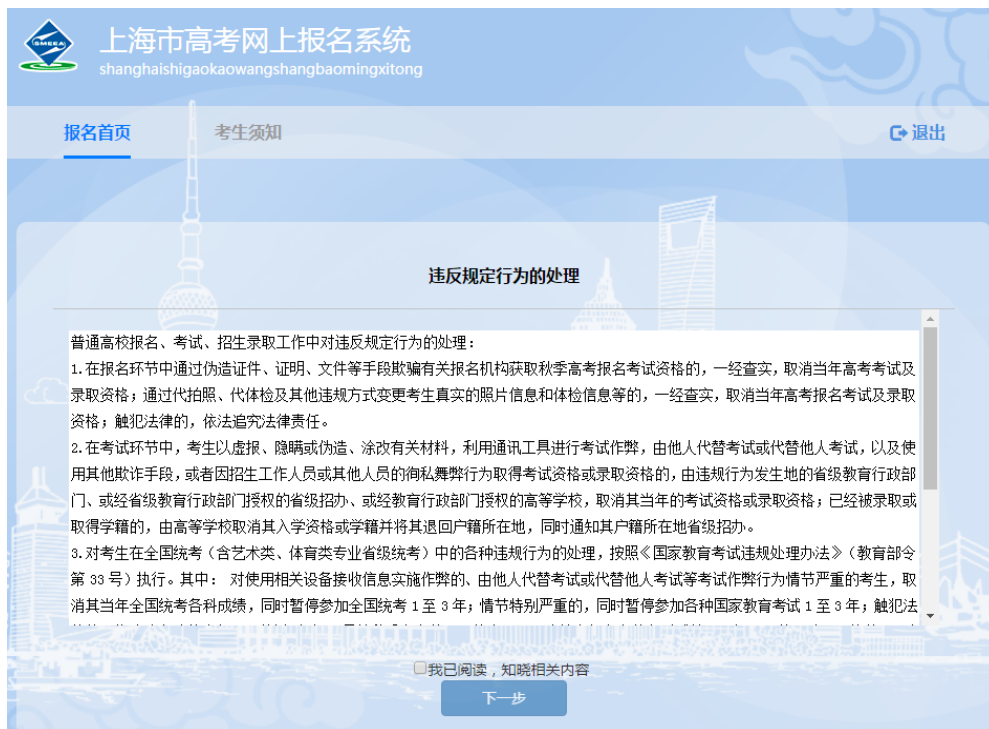 SMEEA
上海市高考网上报名系统
shanghaishigaokaowangshangbaomingxitong
报名首页 考生须知 退出
违反规定行为的处理
普通高校报名、考试、招生录取工作中对违反规定行为的处理：
1.在报名环节中通过伪造证件、证明、文件等手段欺骗有关报名机构获取秋季高考报名考试资格的，一经查实，取消当年高考考试及
录取资格；通过代拍照、代体检及其他违规方式变更考生真实的照片信息和体检信息等的，一经查实，取消当年高考报名考试及录取
资格；触犯法律的，依法追究法律责任。
2.在考试环节中，考生以虚报、隐瞒或伪造、涂改有关材料，利用通讯工具进行考试作弊，由他人代替考试或代替他人考试，以及使
用其他欺诈手段，或者因招生工作人员或其他人员的徇私舞弊行为取得考试资格或录取资格的，由违规行为发生地的省级教育行政部
门、或经省级教育行政部门授权的省级招办、或经教育行政部门授权的高等学校，取消其当年的考试资格或录取资格；已经被录取或
取得学籍的，由高等学校取消其入学资格或学籍并将其退回户籍所在地，同时通知其户籍所在地省级招办。
3.对考生在全国统考（含艺术类、体育类专业省级统考）中的各种违规行为的处理，按照《国家教育考试违规处理办法》（教育部令
第 33 号）执行。其中： 对使用相关设备接收信息实施作弊的、由他人代替考试或代替他人考试等考试作弊行为情节严重的考生，取
消其当年全国统考各科成绩，同时暂停参加全国统考 1 至 3 年；情节特别严重的，同时暂停参加各种国家教育考试 1 至 3 年；触犯法
我已阅读，知晓相关内容
下一步